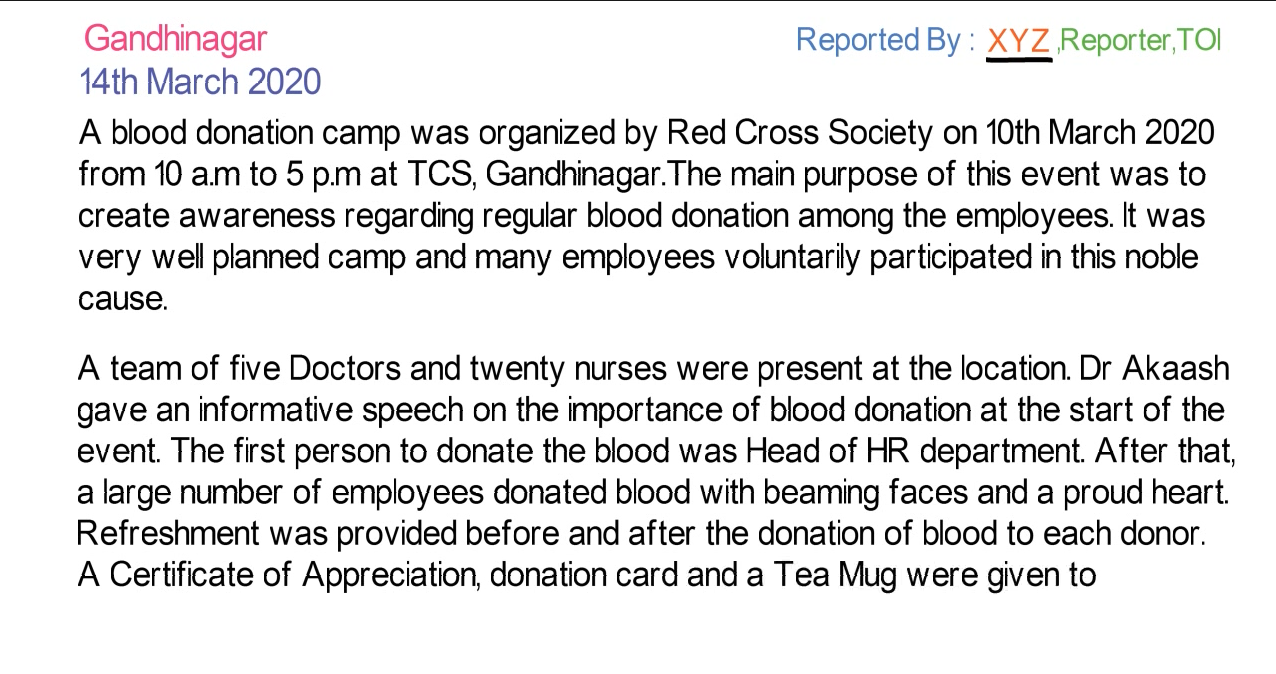 Gandhinagar Reported By : XYZ ,Reporter,TOI
14th March 2020
A blood donation camp was organized by Red Cross Society on 10th March 2020
from 10 a.m to 5 p.m at TCS, Gandhinagar.The main purpose of this event was to
create awareness regarding regular blood donation among the employees. It was
very well planned camp and many employees voluntarily participated in this noble
cause.
A team of five Doctors and twenty nurses were present at the location. Dr Akaash
gave an informative speech on the importance of blood donation at the start of the
event. The first person to donate the blood was Head of HR department. After that,
a large number of employees donated blood with beaming faces and a proud heart.
Refreshment was provided before and after the donation of blood to each donor.
A Certificate of Appreciation, donation card and a Tea Mug were given to